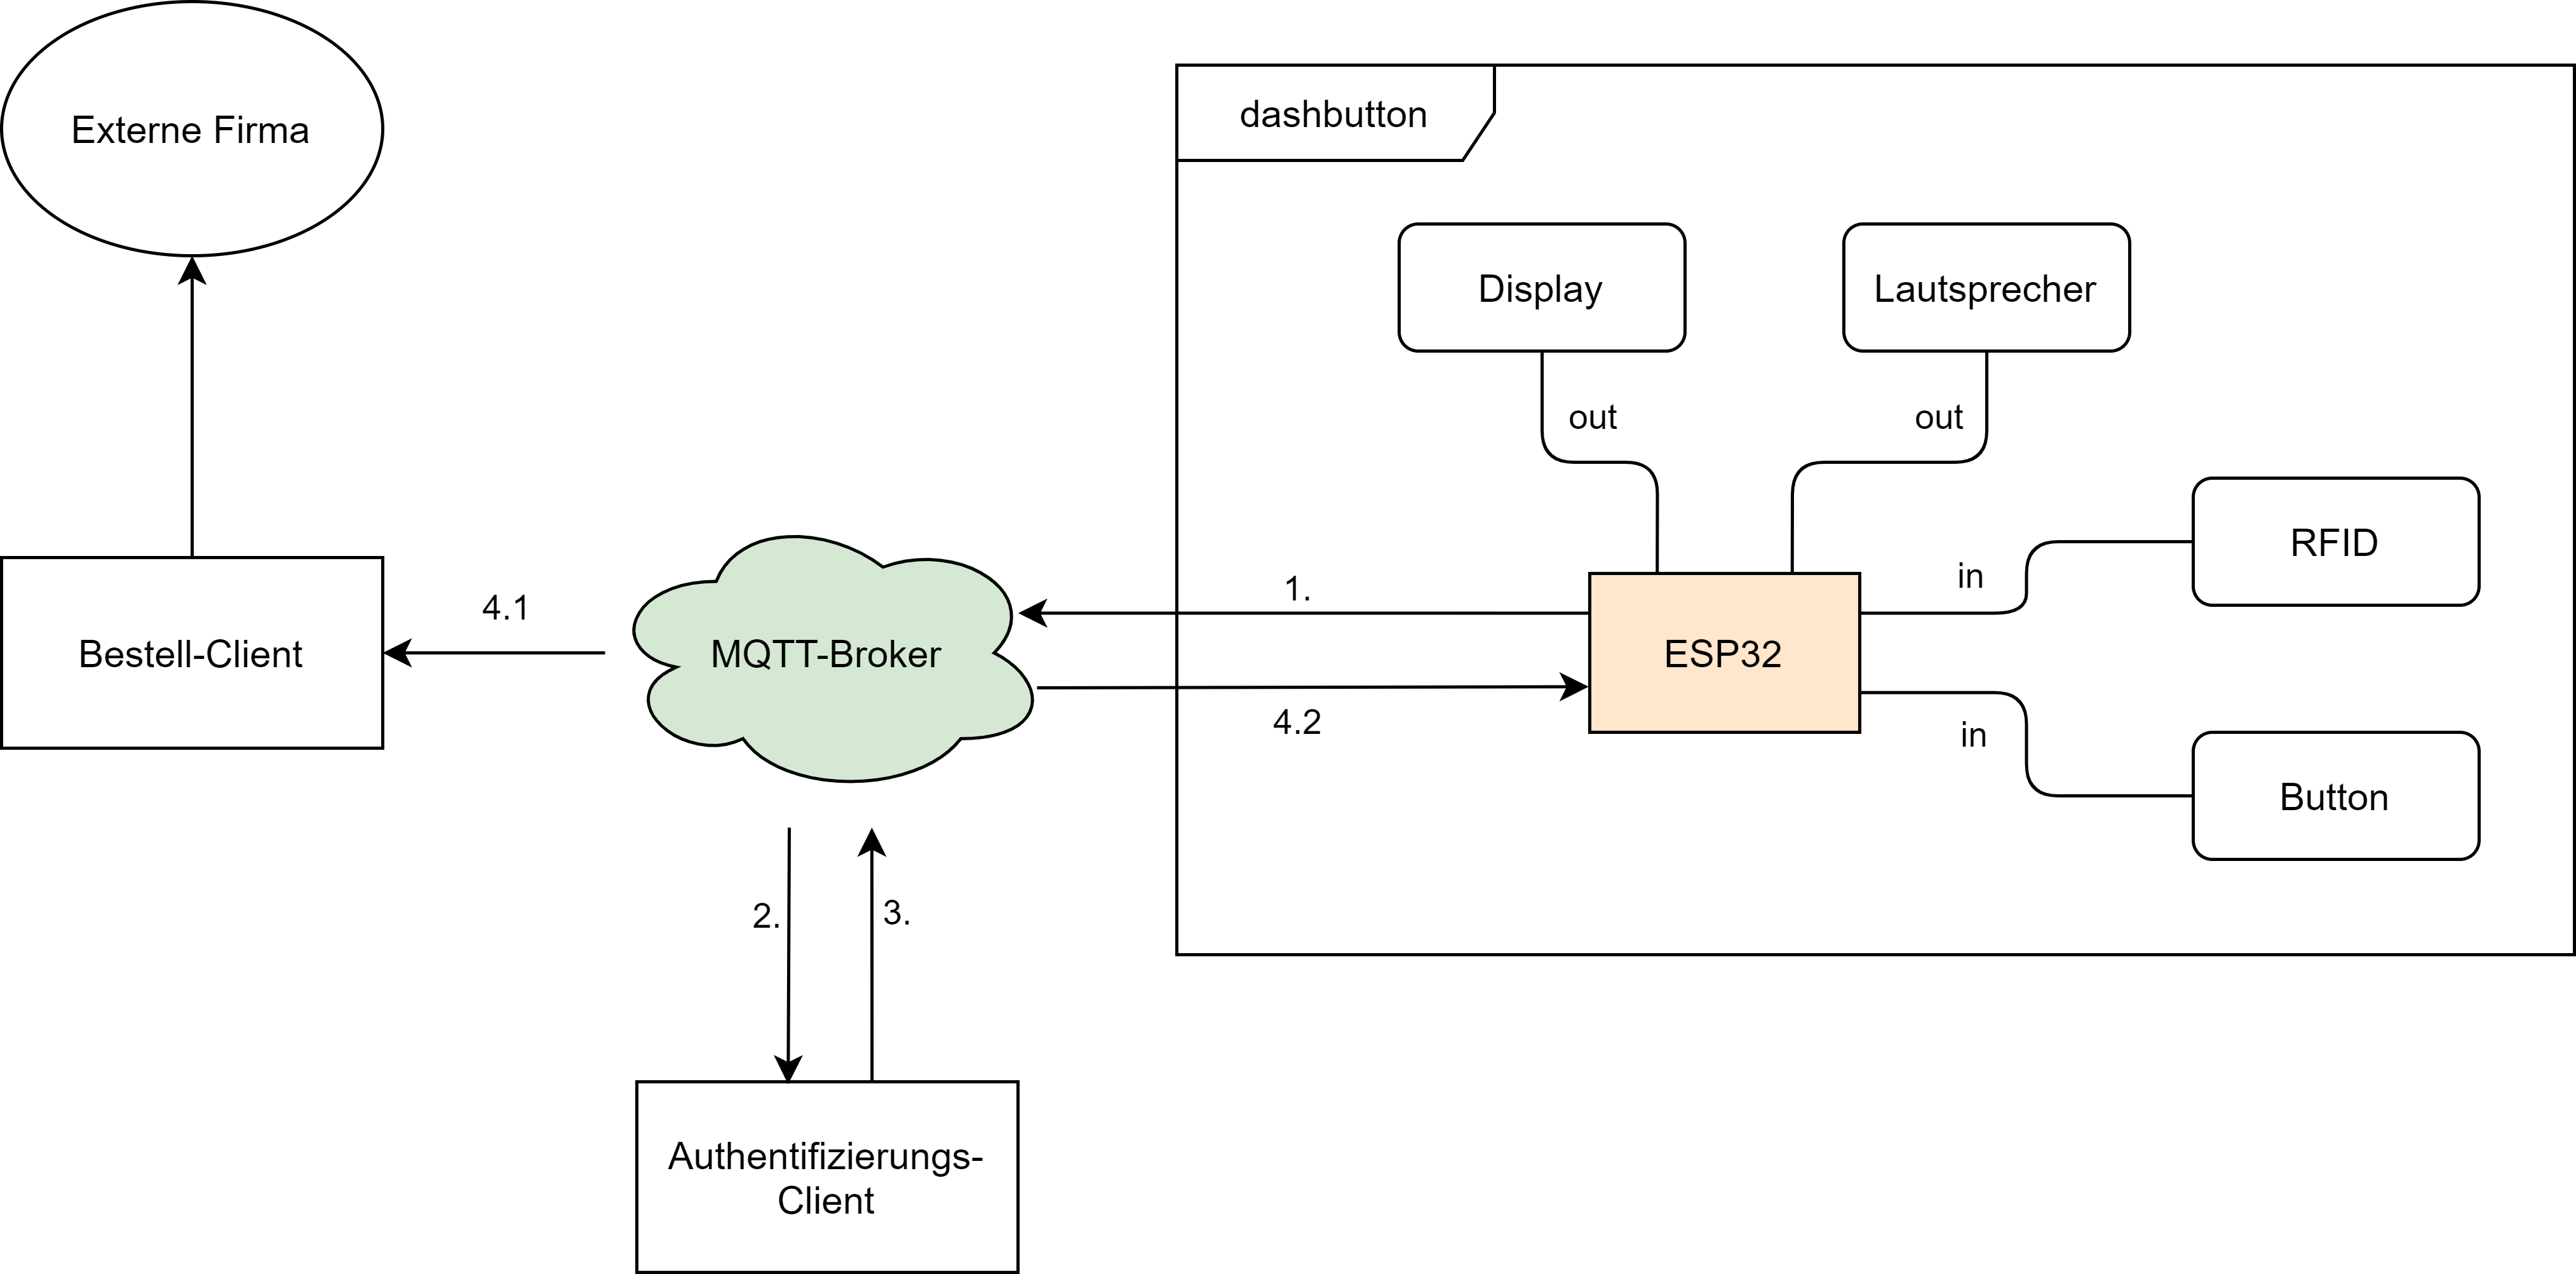 Externe Firma
dashbutton
Display
Lautsprecher
out
out
RFID
in
1.
4.1
Bestell-Client
MQTT-Broker
ESP32
4.2
in
Button
2.
3.
Authentifizierungs-
Client